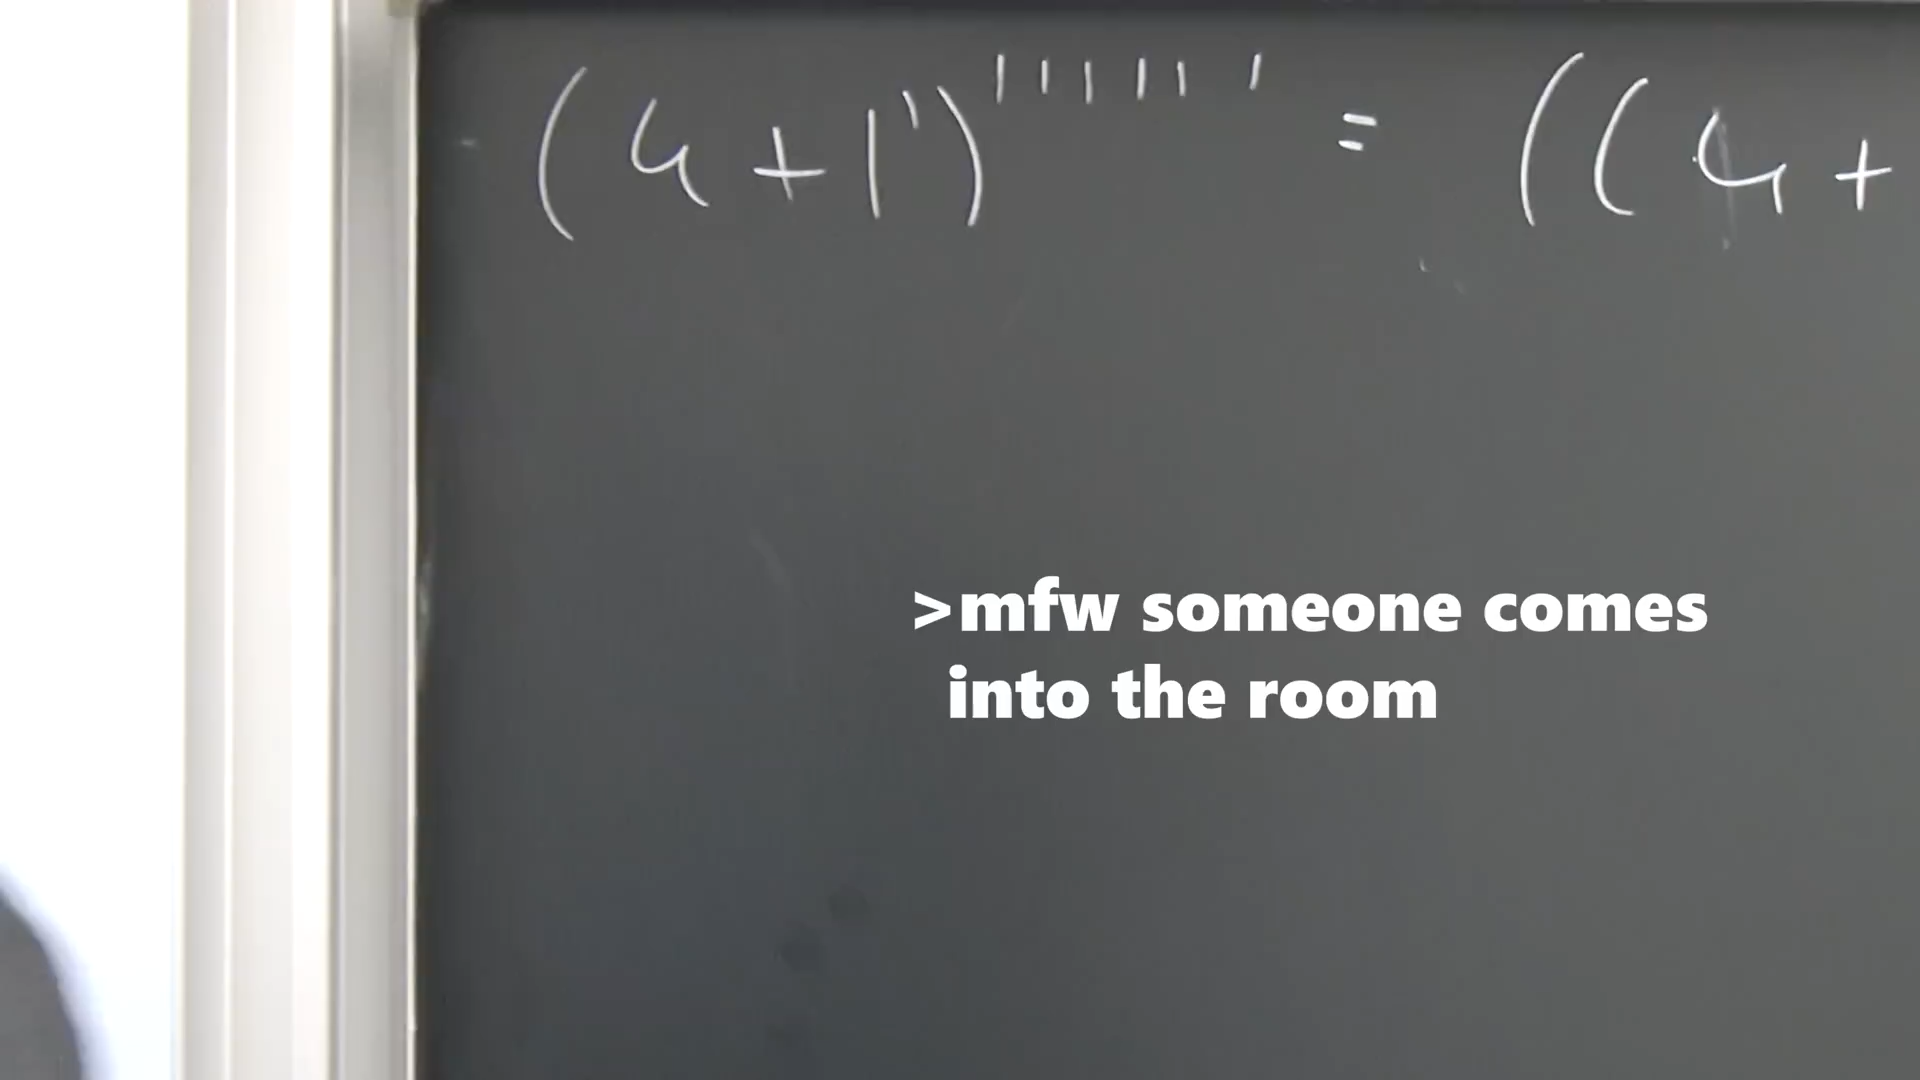 (4+1')'''''' = ((4+
>mfw someone comes
into the room